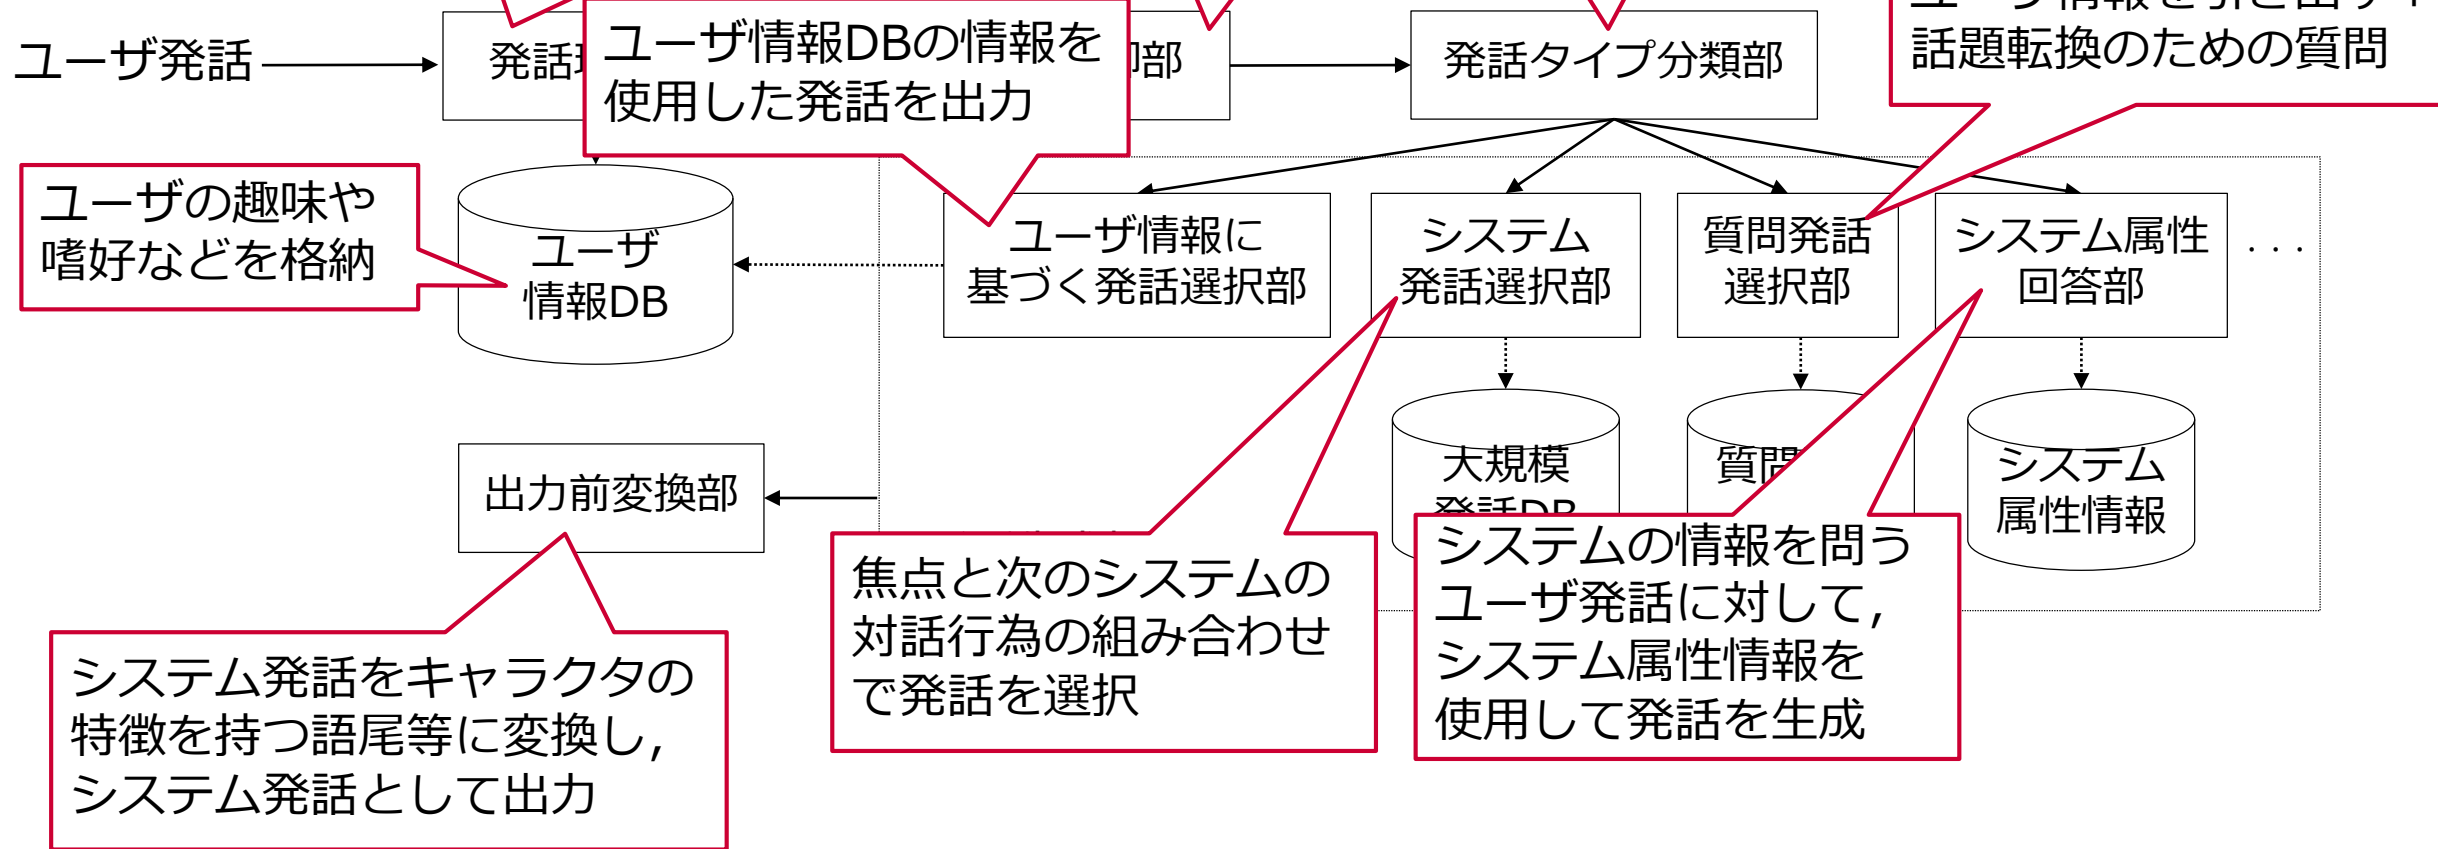 ユーザ発話
発話
ユーザ情報DBの情報を
使用した発話を出力
部
発話タイプ分類部
話題転換のための質問
ユーザの趣味や
嗜好などを格納
ユーザ
情報DB
ユーザ情報に
基づく発話選択部
システム
発話選択部
質問発話
選択部
システム属性
回答部
...
大規模
発話DB
質問
システム
属性情報
出力前変換部
焦点と次のシステムの
対話行為の組み合わせ
で発話を選択
システムの情報を問う
ユーザ発話に対して,
システム属性情報を
使用して発話を生成
システム発話をキャラクタの
特徴を持つ語尾等に変換し,
システム発話として出力